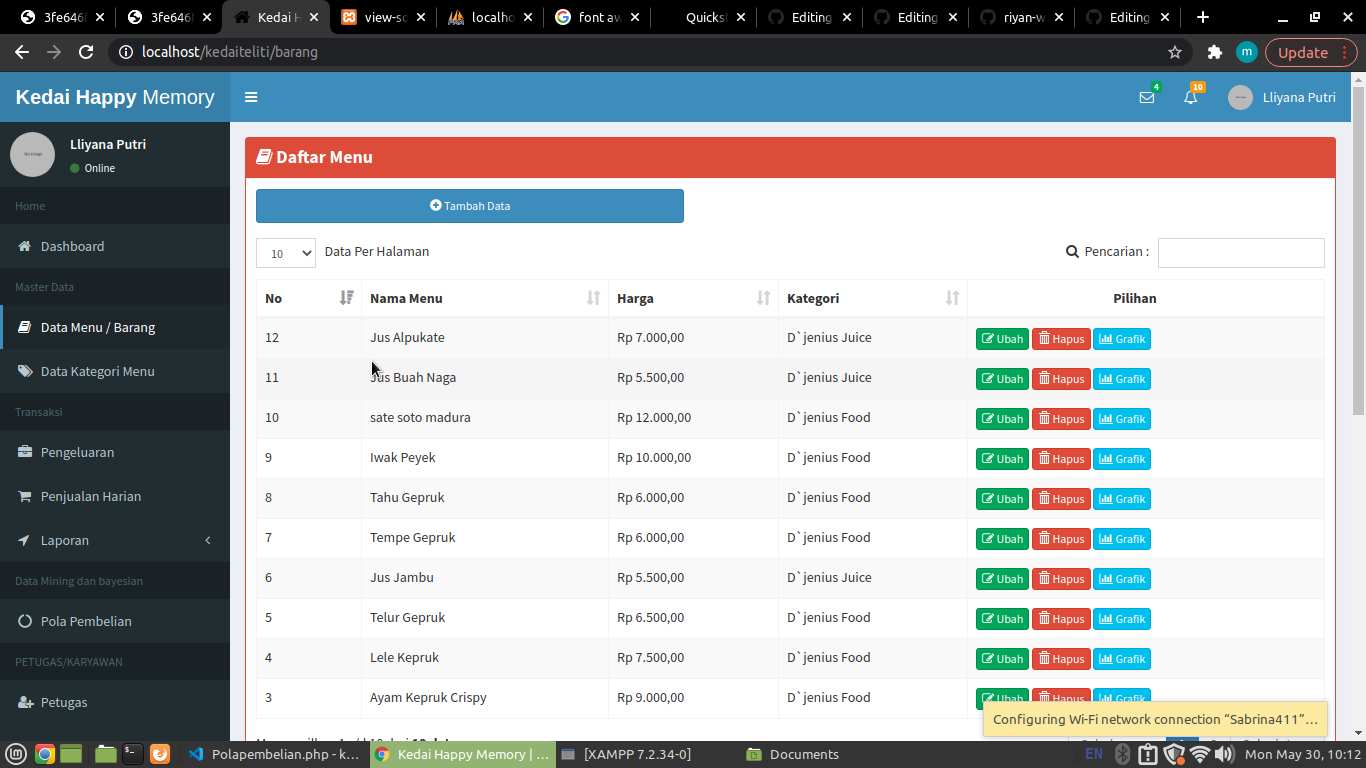 3fe646
3fe646
Kedai H
view-so
localho
font aw
Quicks
Editing
Editing
riyan-w
Editing
localhost/kedaiteliti/barang
m
Update
Kedai Happy Memory
4
10
Lliyana Putri
Lliyana Putri
Online
Home
Dashboard
Master Data
Data Menu / Barang
Data Kategori Menu
Transaksi
Pengeluaran
Penjualan Harian
Laporan
Data Mining dan bayesian
Pola Pembelian
PETUGAS/KARYAWAN
Petugas
Daftar Menu
Tambah Data
10 Data Per Halaman
Pencarian :
No Nama Menu Harga Kategori Pilihan
12 Jus Alpukate Rp 7.000,00 D`jenius Juice Ubah Hapus Grafik
11 Jus Buah Naga Rp 5.500,00 D`jenius Juice Ubah Hapus Grafik
10 sate soto madura Rp 12.000,00 D`jenius Food Ubah Hapus Grafik
9 Iwak Peyek Rp 10.000,00 D`jenius Food Ubah Hapus Grafik
8 Tahu Gepruk Rp 6.000,00 D`jenius Food Ubah Hapus Grafik
7 Tempe Gepruk Rp 6.000,00 D`jenius Food Ubah Hapus Grafik
6 Jus Jambu Rp 5.500,00 D`jenius Juice Ubah Hapus Grafik
5 Telur Gepruk Rp 6.500,00 D`jenius Food Ubah Hapus Grafik
4 Lele Kepruk Rp 7.500,00 D`jenius Food Ubah Hapus Grafik
3 Ayam Kepruk Crispy Rp 9.000,00 D`jenius Food Ubah Hapus Grafik
Configuring Wi-Fi network connection “Sabrina411”...
Polapembelian.php - k...
Kedai Happy Memory | ...
[XAMPP 7.2.34-0]
Documents
EN
Mon May 30, 10:12